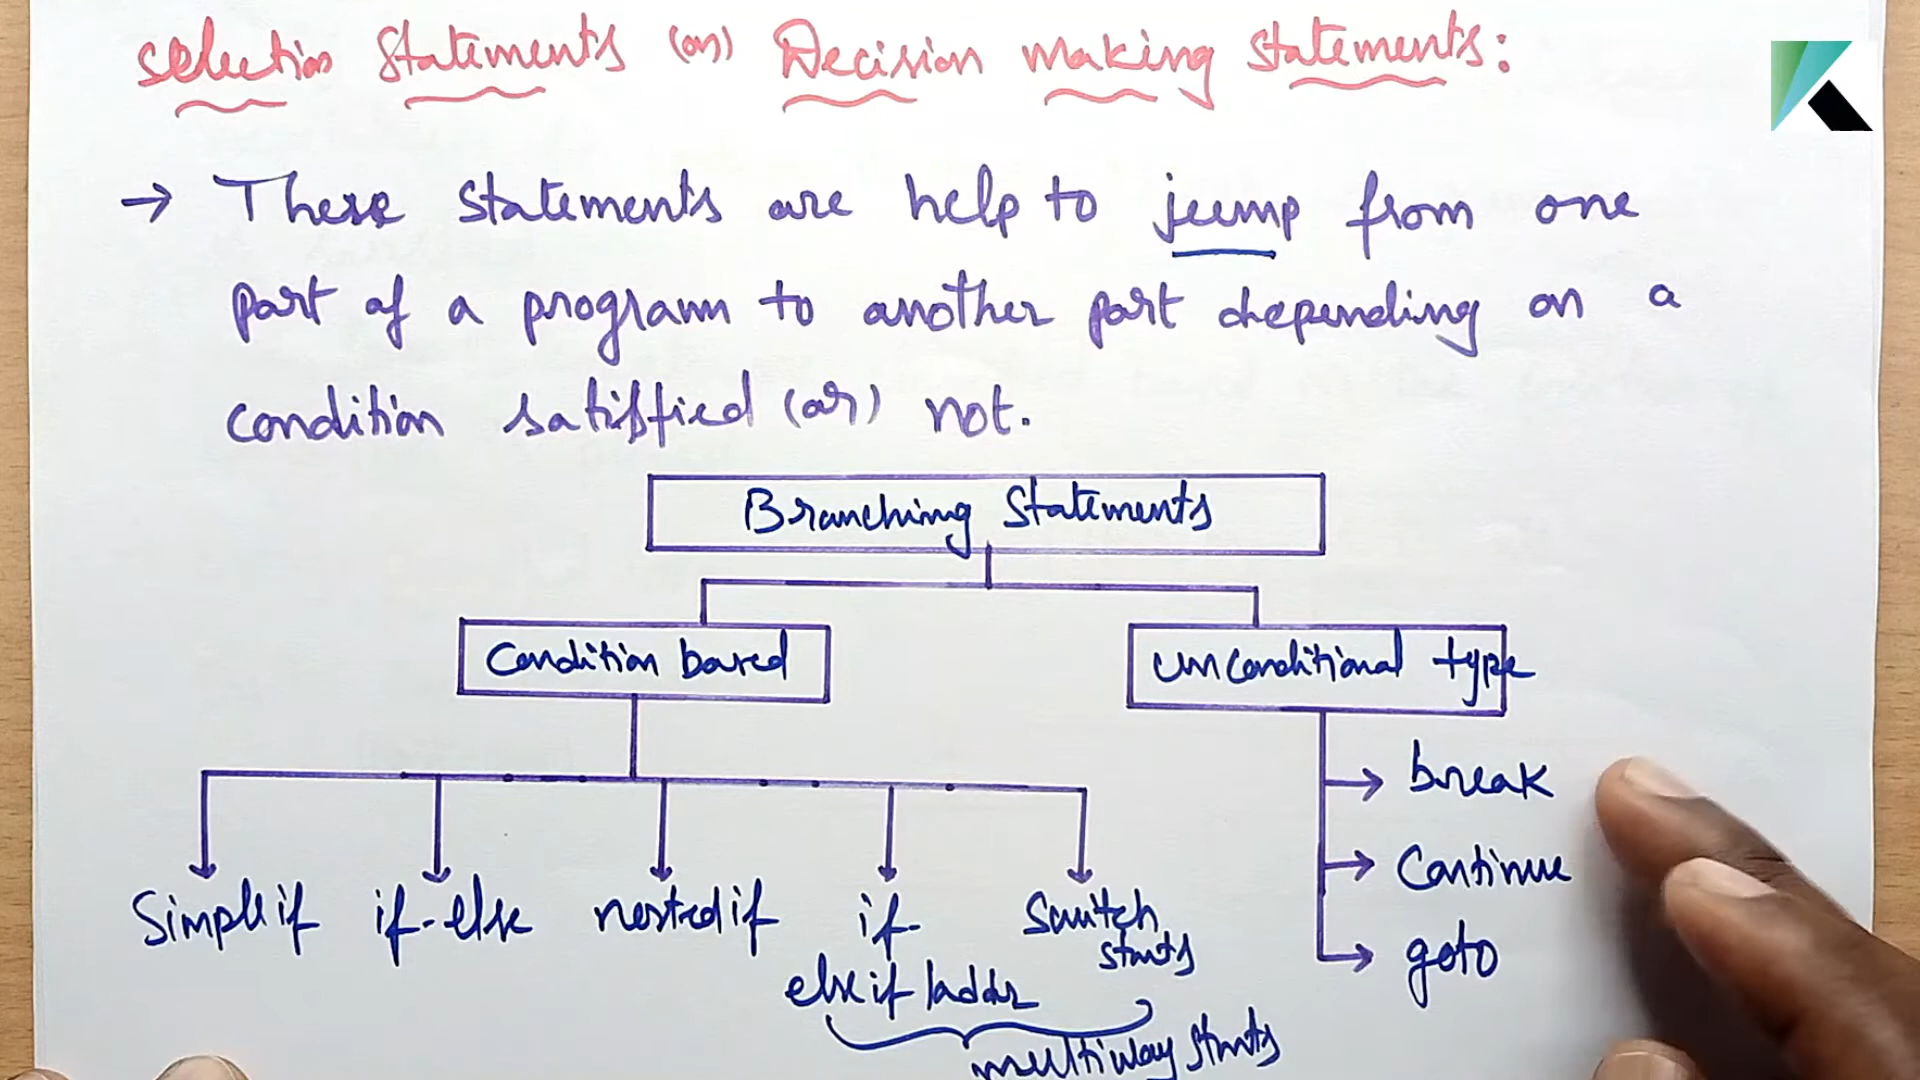 Selection Statements (or) Decision making statements:
→ These statements are help to jump from one
part of a program to another part depending on a
condition satisfied (or) not.
Branching Statements
Condition based
unconditional type
Simple if
if-else
nested if
if-
else if ladder
Switch
stmts
multiway stmts
→ break
→ Continue
→ goto